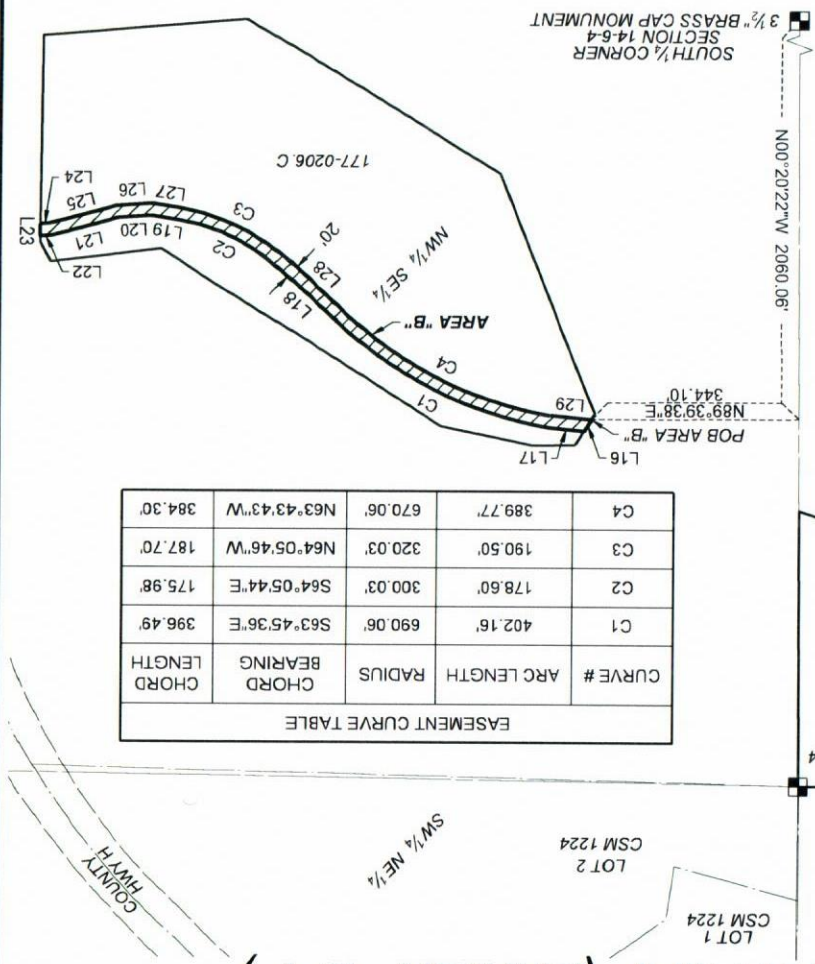 LOT 1
CSM 1224
LOT 2
CSM 1224
SW¼ NE¼
COUNTY
HWY H
4
EASEMENT CURVE TABLE
CURVE # ARC LENGTH RADIUS CHORD BEARING CHORD LENGTH
C1 402.16' 690.06' S63°45'36"E 396.49'
C2 178.60' 300.03' S64°05'44"E 175.98'
C3 190.50' 320.03' N64°05'46"W 187.70'
C4 389.77' 670.06' N63°43'43"W 384.30'
L16
L17
POB AREA "B"
N89°39'38"E
344.10'
L29
C1
C4
AREA "B"
NW¼ SE¼
L18
L28
20'
C2
C3
L19
L27
L20
L26
L21
L25
L22
L24
L23
177-0206.C
N00°20'22"W 2060.06'
SOUTH ¼ CORNER
SECTION 14-6-4
3 ½" BRASS CAP MONUMENT